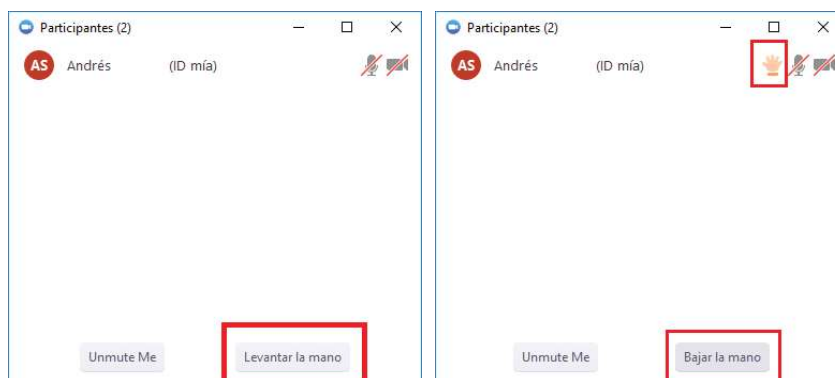 Participantes (2)
AS Andrés (ID mía)
Unmute Me Levantar la mano
Participantes (2)
AS Andrés (ID mía)
Unmute Me Bajar la mano